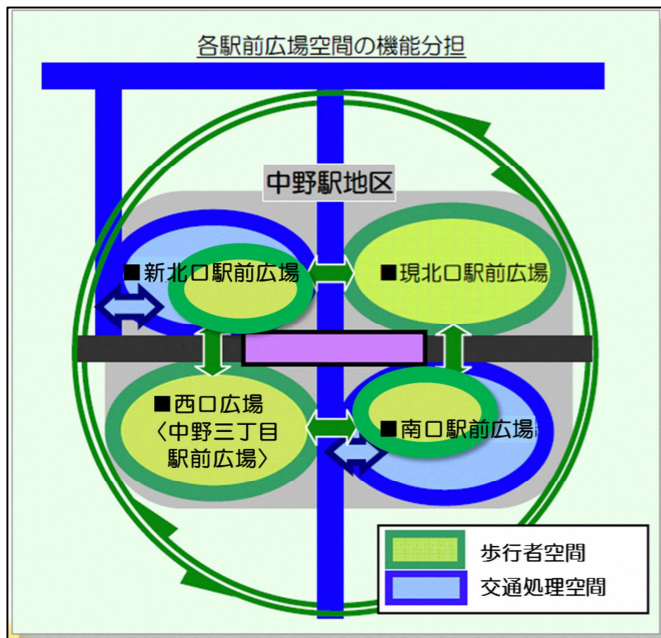 各駅前広場空間の機能分担
中野駅地区
■新北口駅前広場
■現北口駅前広場
■西口広場
〈中野三丁目
駅前広場〉
■南口駅前広場
歩行者空間
交通処理空間